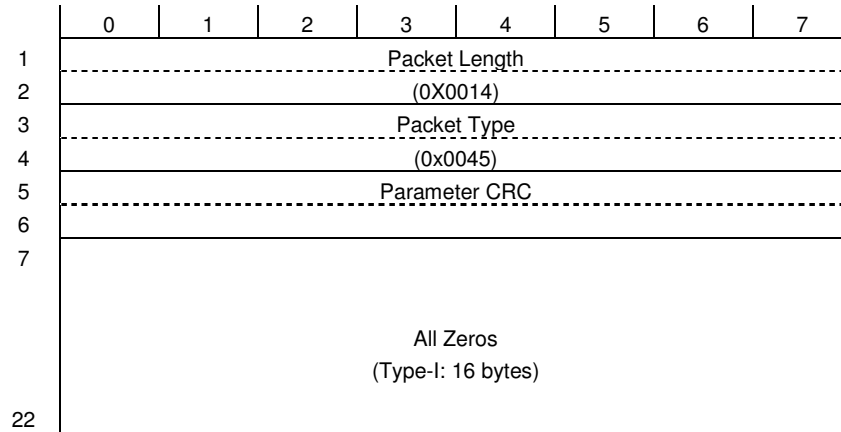 0 1 2 3 4 5 6 7
1 Packet Length
2 (0X0014)
3 Packet Type
4 (0x0045)
5 Parameter CRC
6
7
All Zeros
(Type-I: 16 bytes)
22